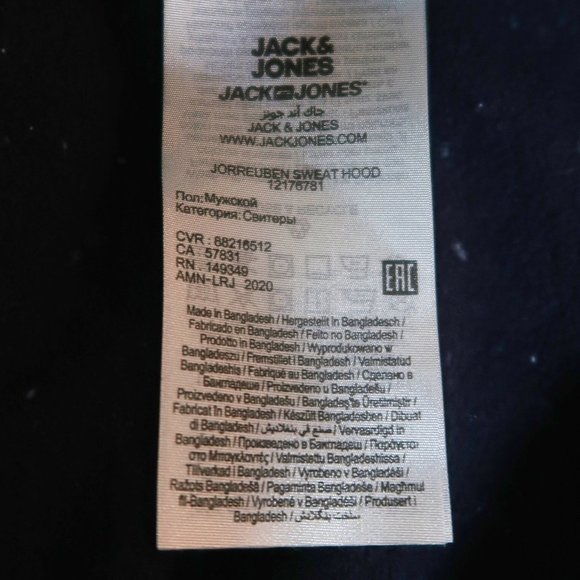 JACK&
JONES
JACK JONES®
جاك أند جونز
JACK & JONES
WWW.JACKJONES.COM
JORREUBEN SWEAT HOOD
12176781
Пол:Мужской
Категория:Свитеры
CVR : 88216512
CA : 57831
RN : 149349
AMN-LRJ 2020
EAC
Made in Bangladesh / Hergestellt in Bangladesch /
Fabricado en Bangladesh / Feito no Bangladesh /
Prodotto in Bangladesh / Wyprodukowano w
Bangladeszu / Fremstillet i Bangladesh / Valmistatud
Bangladeshis / Fabriqué au Bangladesh / Сделано в
Бангладеше / Proizvedeno u Bangladešu /
Proizvedeno v Bangladešu / Bangladeş'te Üretilmiştir /
Fabricat în Bangladesh / Készült Bangladesben / Dibuat
di Bangladesh / صنع في بنغلاديش / Vervaardigd in
Bangladesh / Произведено в Бангладеш / Παράγεται
στο Μπαγκλαντές / Valmistettu Bangladeshissa /
Tillverkad i Bangladesh / Vyrobeno v Bangladéši /
Ražots Bangladešā / Pagaminta Bangladeše / Magħmul
fil-Bangladesh / Vyrobené v Bangladéši / Produsert i
Bangladesh / ساخت بنگلادش